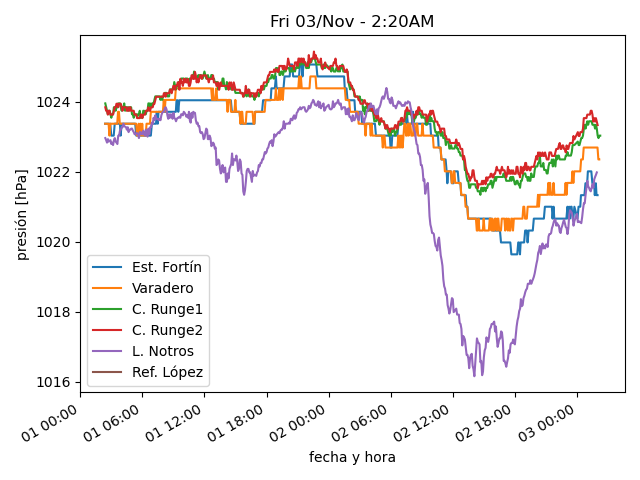 Fri 03/Nov - 2:20AM
presión [hPa]
1024
1022
1020
1018
1016
Est. Fortín
Varadero
C. Runge1
C. Runge2
L. Notros
Ref. López
01 00:00
01 06:00
01 12:00
01 18:00
02 00:00
02 06:00
02 12:00
02 18:00
03 00:00
fecha y hora